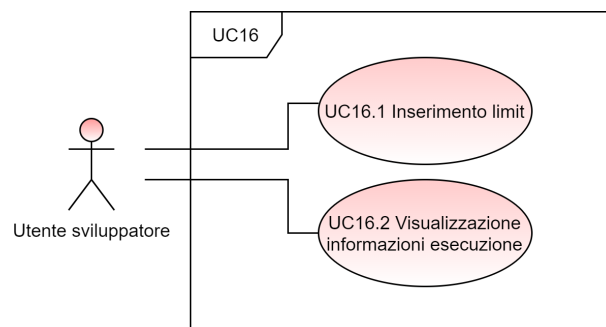 UC16
UC16.1 Inserimento limit
Utente sviluppatore
UC16.2 Visualizzazione
informazioni esecuzione